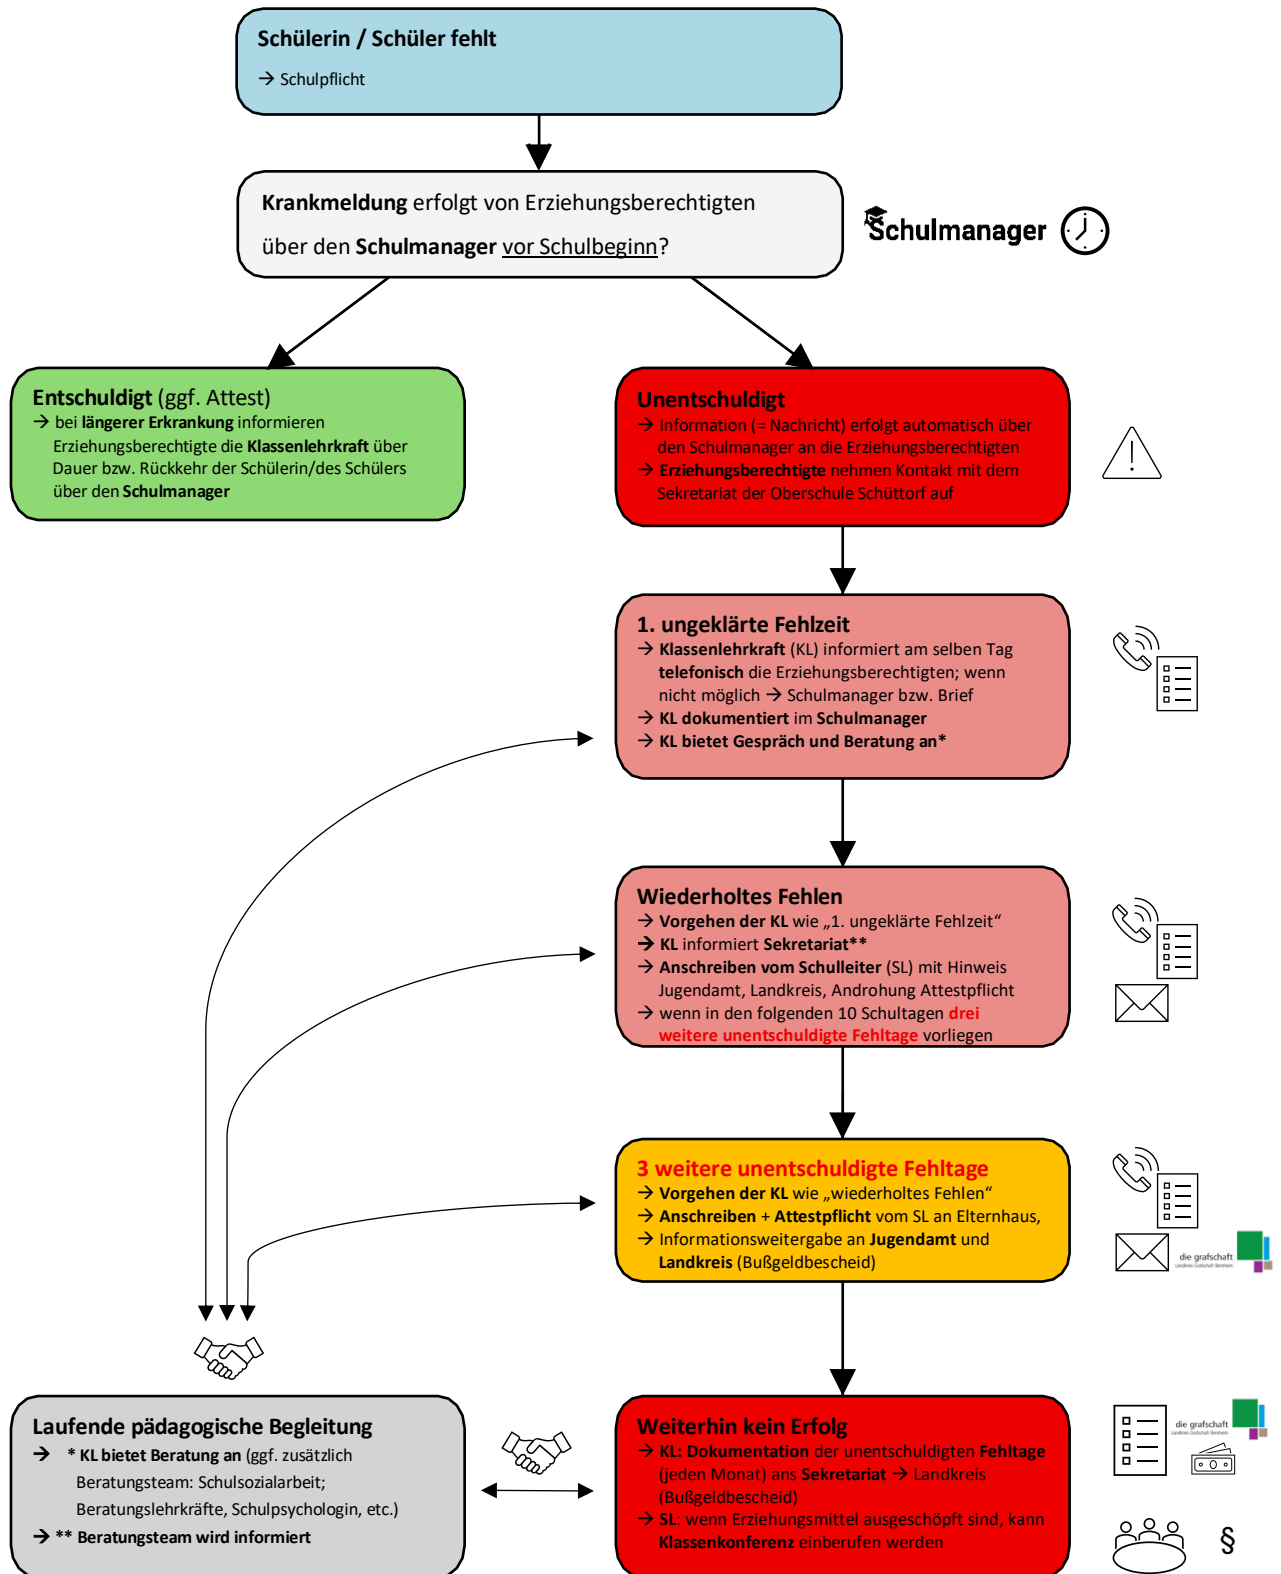 Schülerin / Schüler fehlt
→ Schulpflicht
Krankmeldung erfolgt von Erziehungsberechtigten
über den Schulmanager vor Schulbeginn?
Schulmanager
Entschuldigt (ggf. Attest)
→ bei längerer Erkrankung informieren
Erziehungsberechtigte die Klassenlehrkraft über
Dauer bzw. Rückkehr der Schülerin/des Schülers
über den Schulmanager
Unentschuldigt
→ Information (= Nachricht) erfolgt automatisch über
den Schulmanager an die Erziehungsberechtigten
→ Erziehungsberechtigte nehmen Kontakt mit dem
Sekretariat der Oberschule Schüttorf auf
1. ungeklärte Fehlzeit
→ Klassenlehrkraft (KL) informiert am selben Tag
telefonisch die Erziehungsberechtigten; wenn
nicht möglich → Schulmanager bzw. Brief
→ KL dokumentiert im Schulmanager
→ KL bietet Gespräch und Beratung an*
Wiederholtes Fehlen
→ Vorgehen der KL wie „1. ungeklärte Fehlzeit“
→ KL informiert Sekretariat**
→ Anschreiben vom Schulleiter (SL) mit Hinweis
Jugendamt, Landkreis, Androhung Attestpflicht
→ wenn in den folgenden 10 Schultagen drei
weitere unentschuldigte Fehltage vorliegen
3 weitere unentschuldigte Fehltage
→ Vorgehen der KL wie „wiederholtes Fehlen“
→ Anschreiben + Attestpflicht vom SL an Elternhaus,
→ Informationsweitergabe an Jugendamt und
Landkreis (Bußgeldbescheid)
die grafschaft
Landkreis Grafschaft Bentheim
Laufende pädagogische Begleitung
→ * KL bietet Beratung an (ggf. zusätzlich
Beratungsteam: Schulsozialarbeit;
Beratungslehrkräfte, Schulpsychologin, etc.)
→ ** Beratungsteam wird informiert
Weiterhin kein Erfolg
→ KL: Dokumentation der unentschuldigten Fehltage
(jeden Monat) ans Sekretariat → Landkreis
(Bußgeldbescheid)
→ SL: wenn Erziehungsmittel ausgeschöpft sind, kann
Klassenkonferenz einberufen werden
die grafschaft
Landkreis Grafschaft Bentheim
§